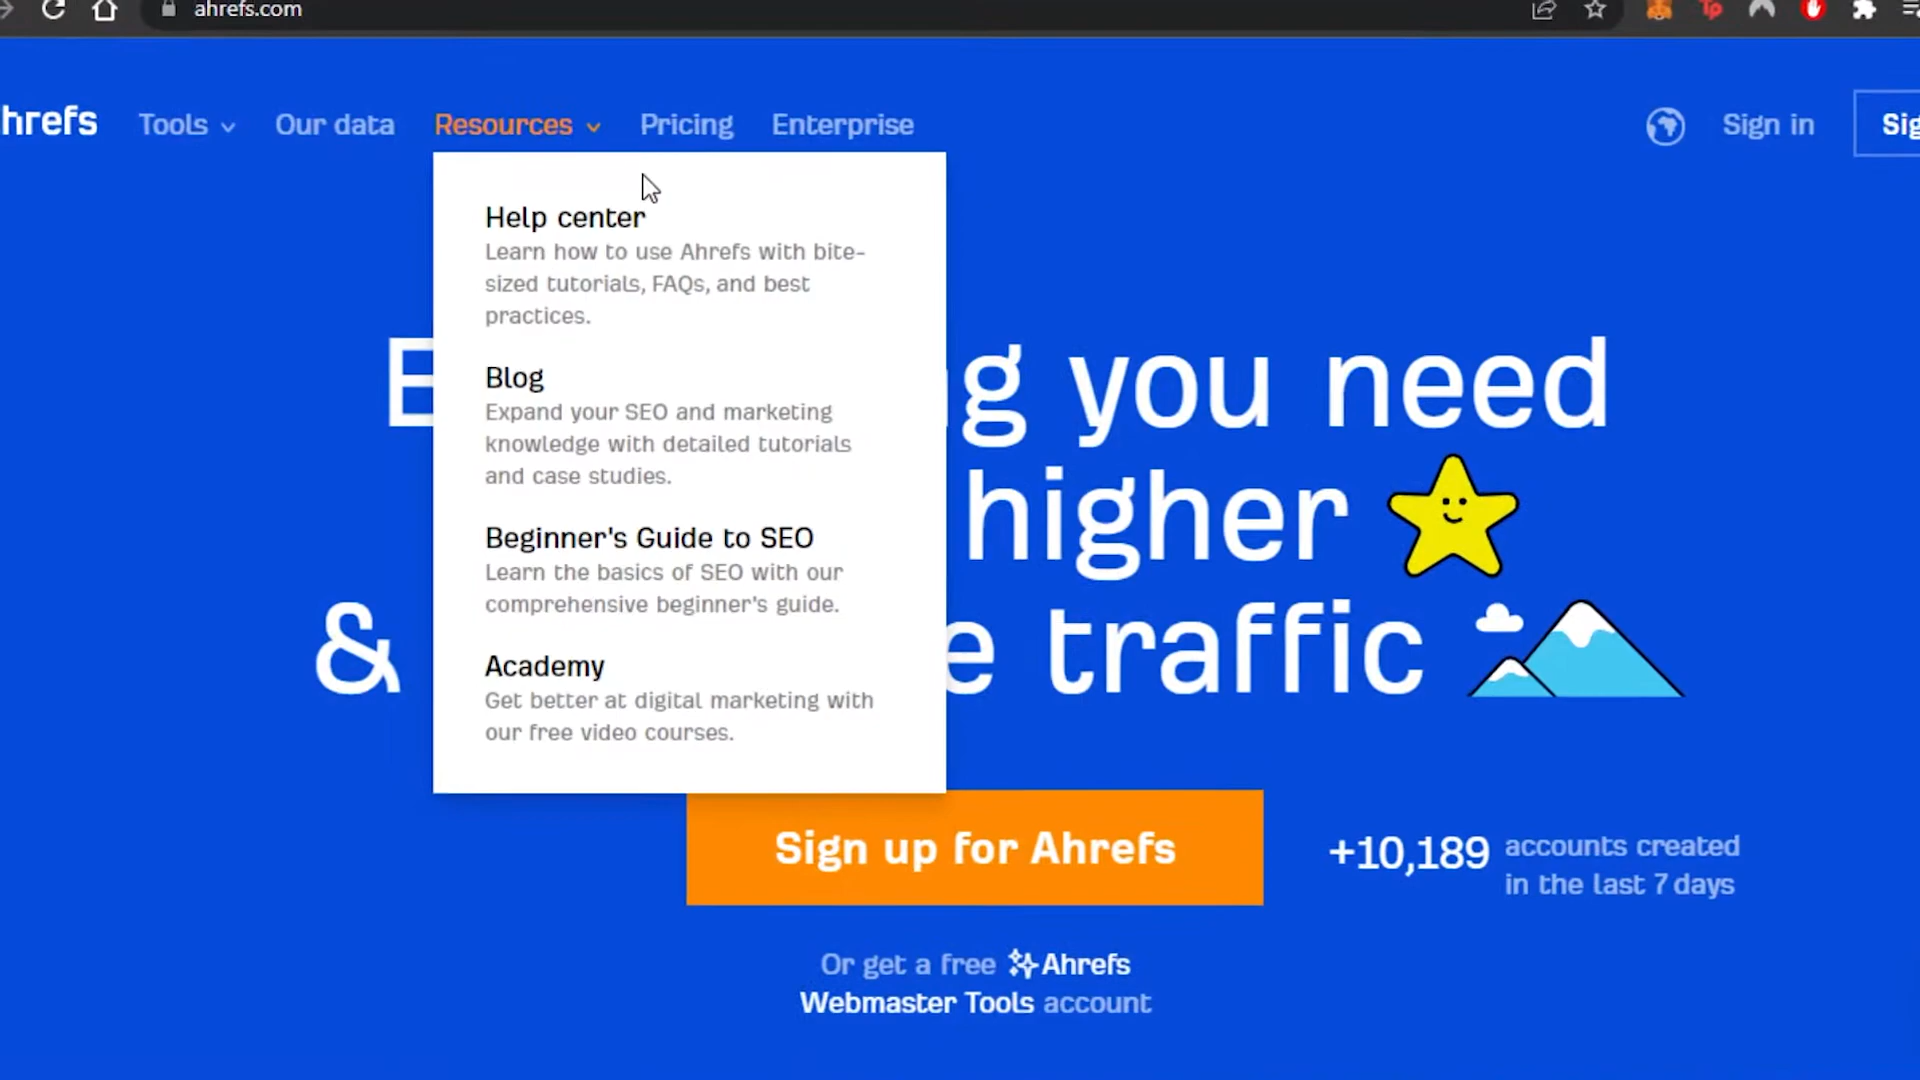 ahrefs.com
hrefs Tools Our data Resources Pricing Enterprise Sign in Sig
Help center
Learn how to use Ahrefs with bite-
sized tutorials, FAQs, and best
practices.
Blog
Expand your SEO and marketing
knowledge with detailed tutorials
and case studies.
Beginner's Guide to SEO
Learn the basics of SEO with our
comprehensive beginner's guide.
Academy
Get better at digital marketing with
our free video courses.
E g you need
higher
& e traffic
Sign up for Ahrefs
+10,189 accounts created
in the last 7 days
Or get a free Ahrefs
Webmaster Tools account